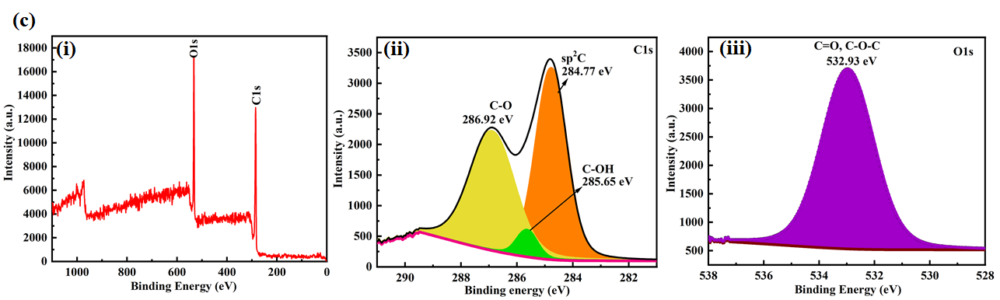 (c)
(i)
18000
16000
14000
12000
10000
8000
6000
4000
2000
0
Intensity (a.u.)
O1s
C1s
1000
800
600
400
200
0
Binding Energy (eV)
(ii)
C1s
3500
3000
2500
2000
1500
1000
500
0
Intensity (a.u.)
sp²C
284.77 eV
C-O
286.92 eV
C-OH
285.65 eV
290
288
286
284
282
Binding energy (eV)
(iii)
C=O, C-O-C
532.93 eV
O1s
4000
3500
3000
2500
2000
1500
1000
500
Intensity (a.u.)
538
536
534
532
530
528
Binding Energy (eV)